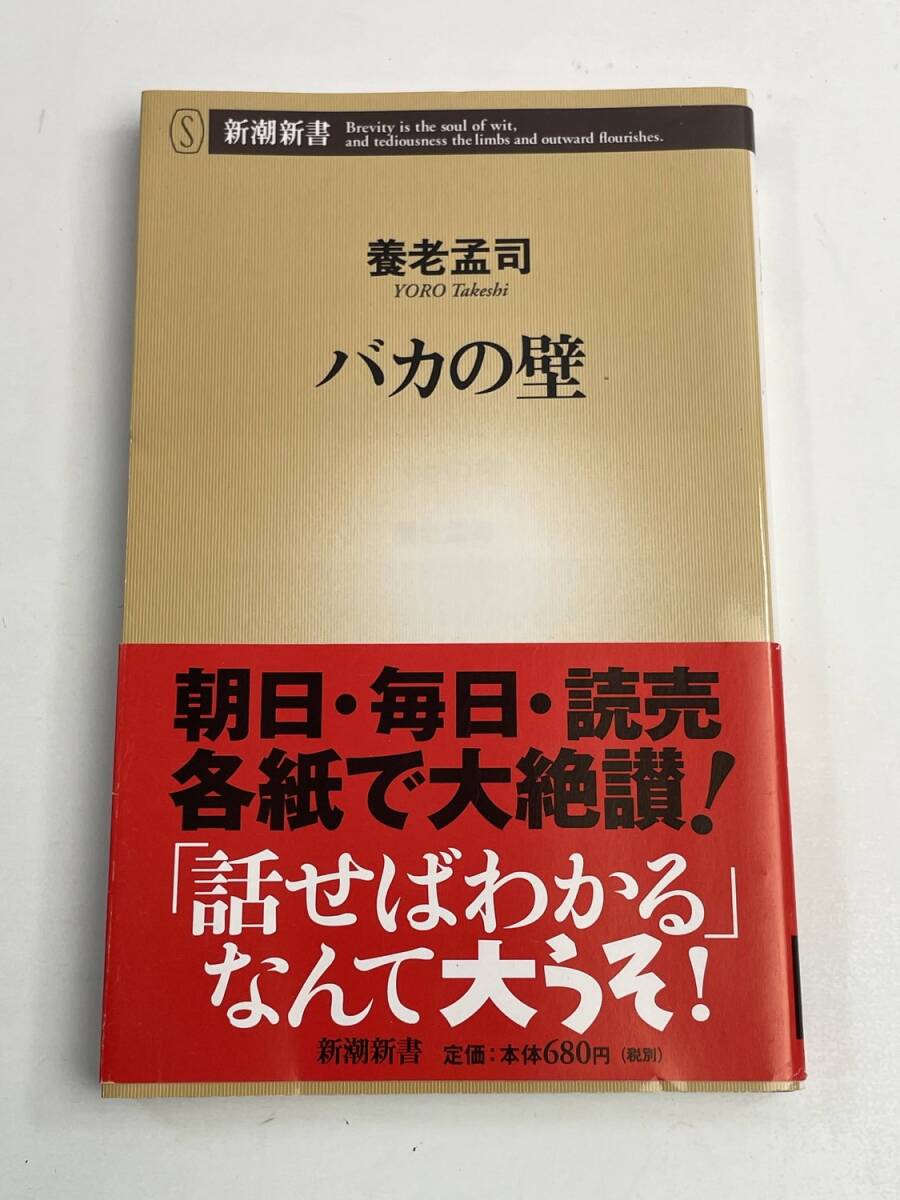 S 新潮新書 Brevity is the soul of wit,
and tediousness the limbs and outward flourishes.
養老孟司
YORO Takeshi
バカの壁
朝日・毎日・読売
各紙で大絶讃!
「話せばわかる」
なんて大うそ!
新潮新書 定価:本体680円(税別)